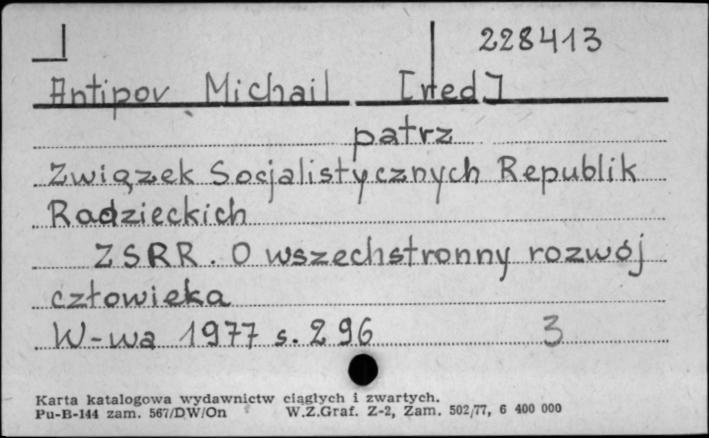 228413
Antipov Michail [red]
patrz
Związek Socjalistycznych Republik
Radzieckich
ZSRR. O wszechstronny rozwój
człowieka
W-wa 1977 s. 296 3
Karta katalogowa wydawnictw ciągłych i zwartych.
Pu-B-144 zam. 567/DW/On W.Z.Graf. Z-2, Zam. 502/77, 6 400 000